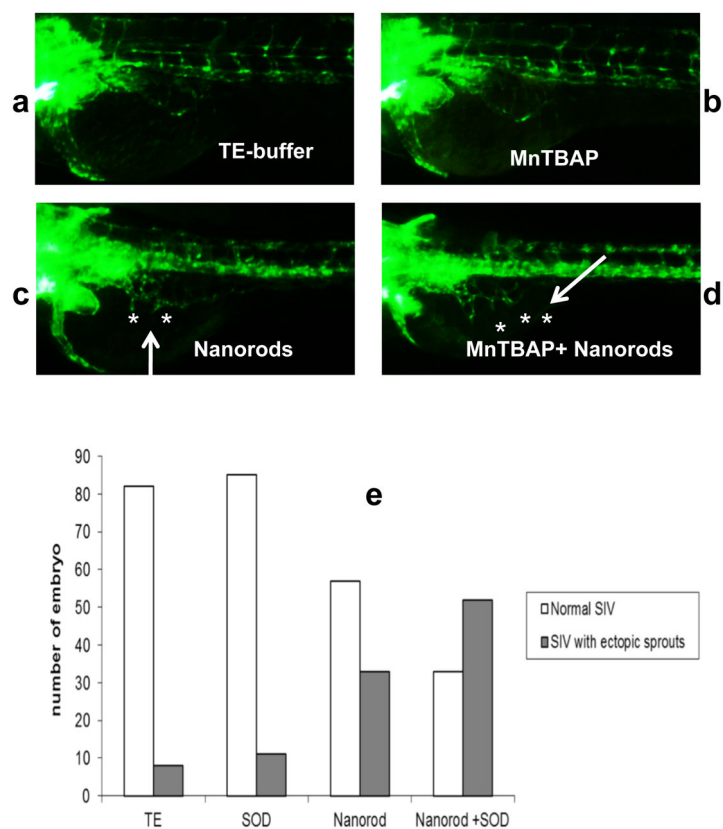 a
TE-buffer
b
MnTBAP
c
* *
Nanorods
d
* * *
MnTBAP+ Nanorods
e
number of embryo
90
80
70
60
50
40
30
20
10
0
TE SOD Nanorod Nanorod +SOD
Normal SIV
SIV with ectopic sprouts